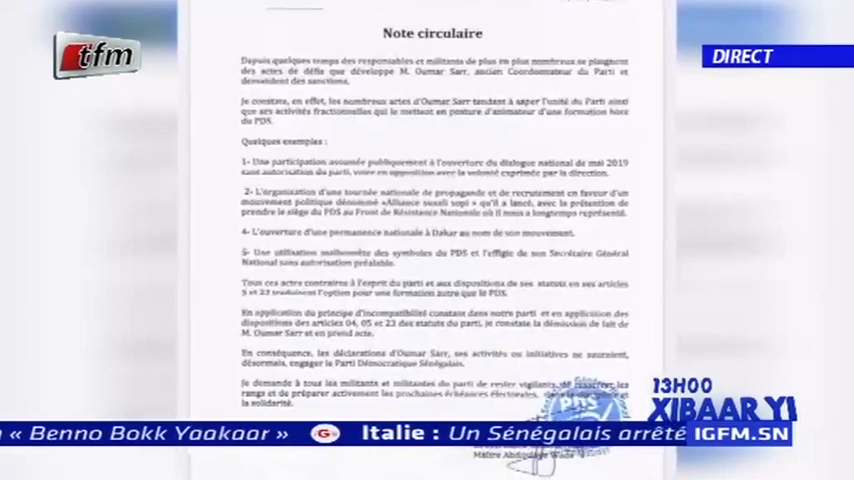 Note circulaire
tfm
DIRECT
Depuis quelques temps des responsables et militants de plus en plus nombreux se plaignent
des actes de défis que développe M. Oumar Sarr, ancien Coordonnateur du Parti et
demandent des sanctions.
Je constate, en effet, les nombreux actes d'Oumar Sarr tendant à saper l'unité du Parti ainsi
que ses activités fractionnelles qui le mettent en posture d'animateur d'une formation hors
du PDS.
Quelques exemples :
1- Une participation assumée publiquement à l'ouverture du dialogue national de mai 2019
sans autorisation du parti, voire en opposition avec la volonté exprimée par la direction.
2- L'organisation d'une tournée nationale de propagande et de recrutement en faveur d'un
mouvement politique dénommé «Alliance suxali sopi » qu'il a lancé, avec la prétention de
prendre le siège du PDS au Front de Résistance Nationale où il nous a longtemps représenté.
4- L'ouverture d'une permanence nationale à Dakar au nom de son mouvement.
5- Une utilisation malhonnête des symboles du PDS et l'effigie de son Secrétaire Général
National sans autorisation préalable.
Tous ces actes contraires à l'esprit du parti et aux dispositions de ses statuts en ses articles
5 et 23 traduisent l'option pour une formation autre que le PDS.
En application du principe d'incompatibilité constant dans notre parti et en application des
dispositions des articles 04, 05 et 23 des statuts du parti, je constate la démission de fait de
M. Oumar Sarr et en prend acte.
En conséquence, les déclarations d'Oumar Sarr, ses activités ou initiatives ne sauraient,
désormais, engager le Parti Démocratique Sénégalais.
Je demande à tous les militants et militantes du parti de rester vigilants, de resserrer les
rangs et de préparer activement les prochaines échéances électorales, dans la discipline et
la solidarité.
PDS
Maître Abdoulaye Wade
13H00
XIBAAR YI
« Benno Bokk Yaakaar » G Italie : Un Sénégalais arrêté
IGFM.SN